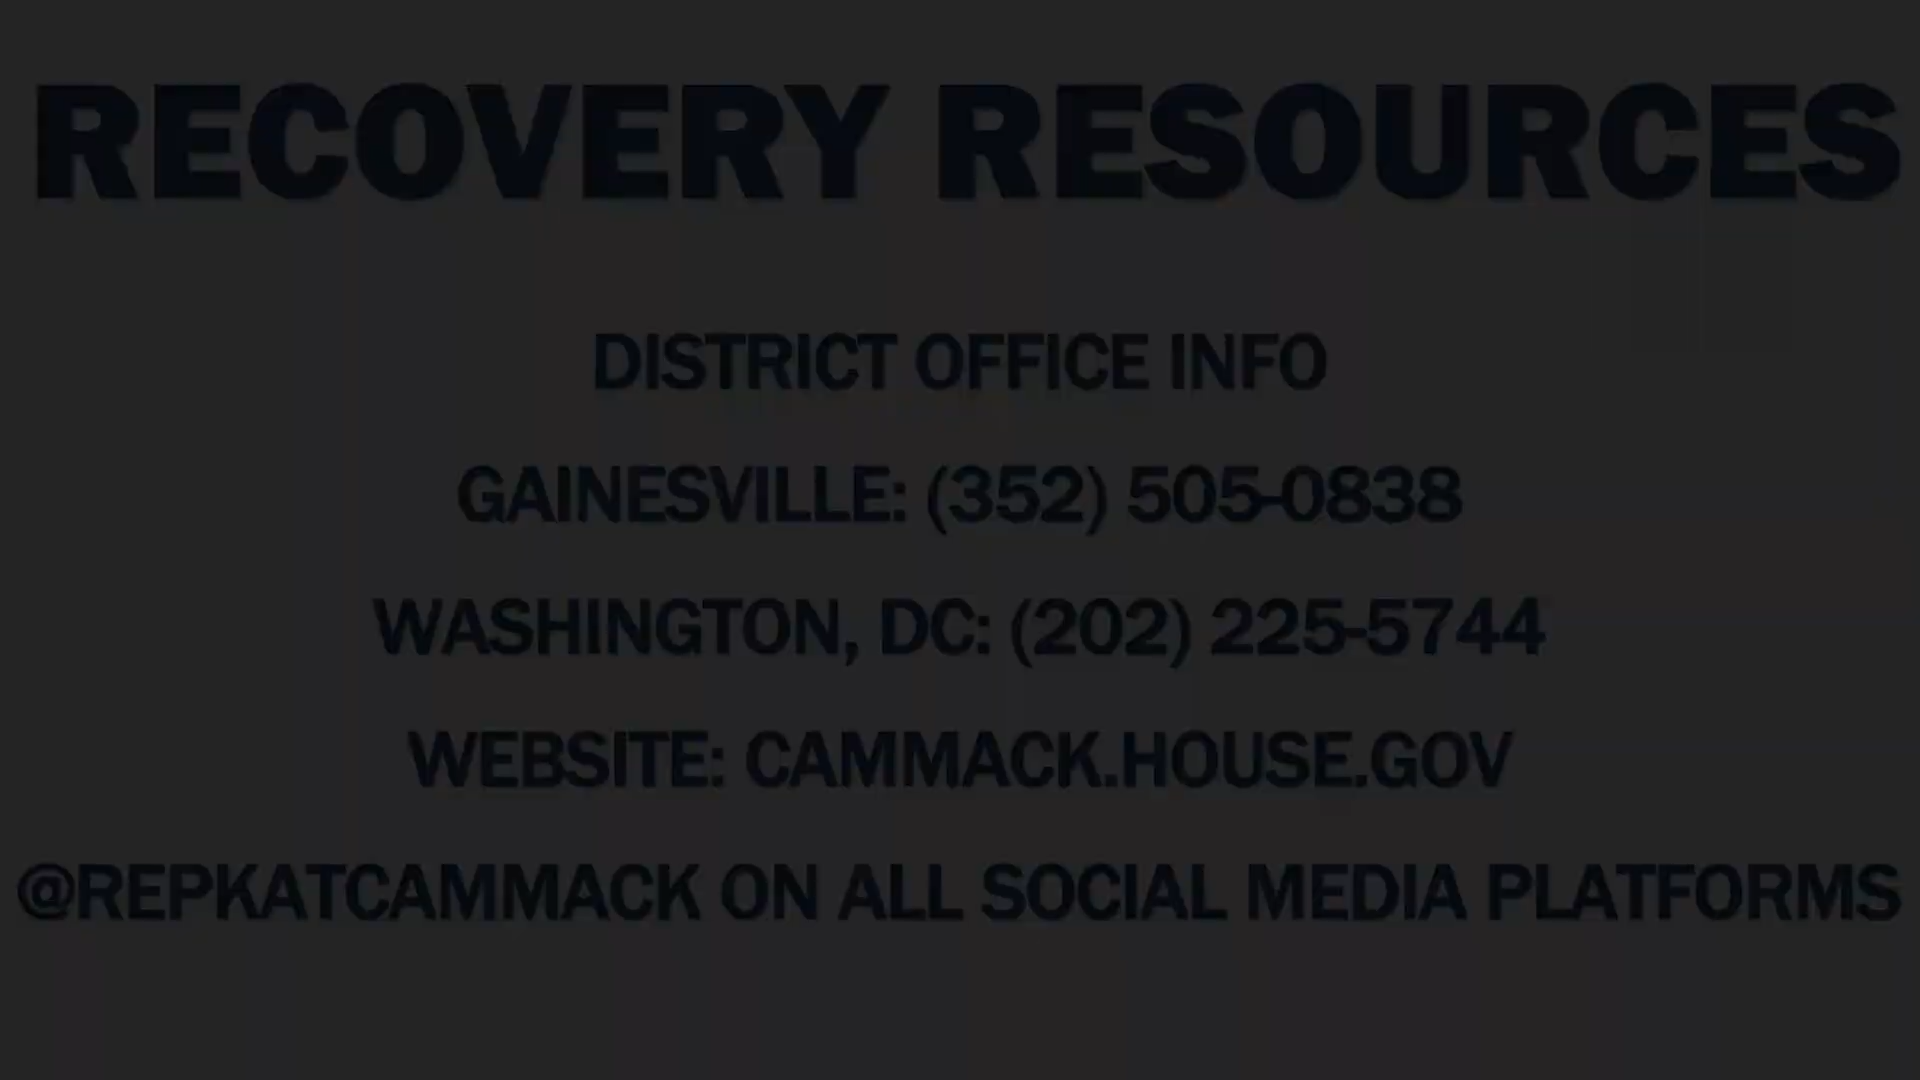 RECOVERY RESOURCES
DISTRICT OFFICE INFO
GAINESVILLE: (352) 505-0838
WASHINGTON, DC: (202) 225-5744
WEBSITE: CAMMACK.HOUSE.GOV
@REPKATCAMMACK ON ALL SOCIAL MEDIA PLATFORMS